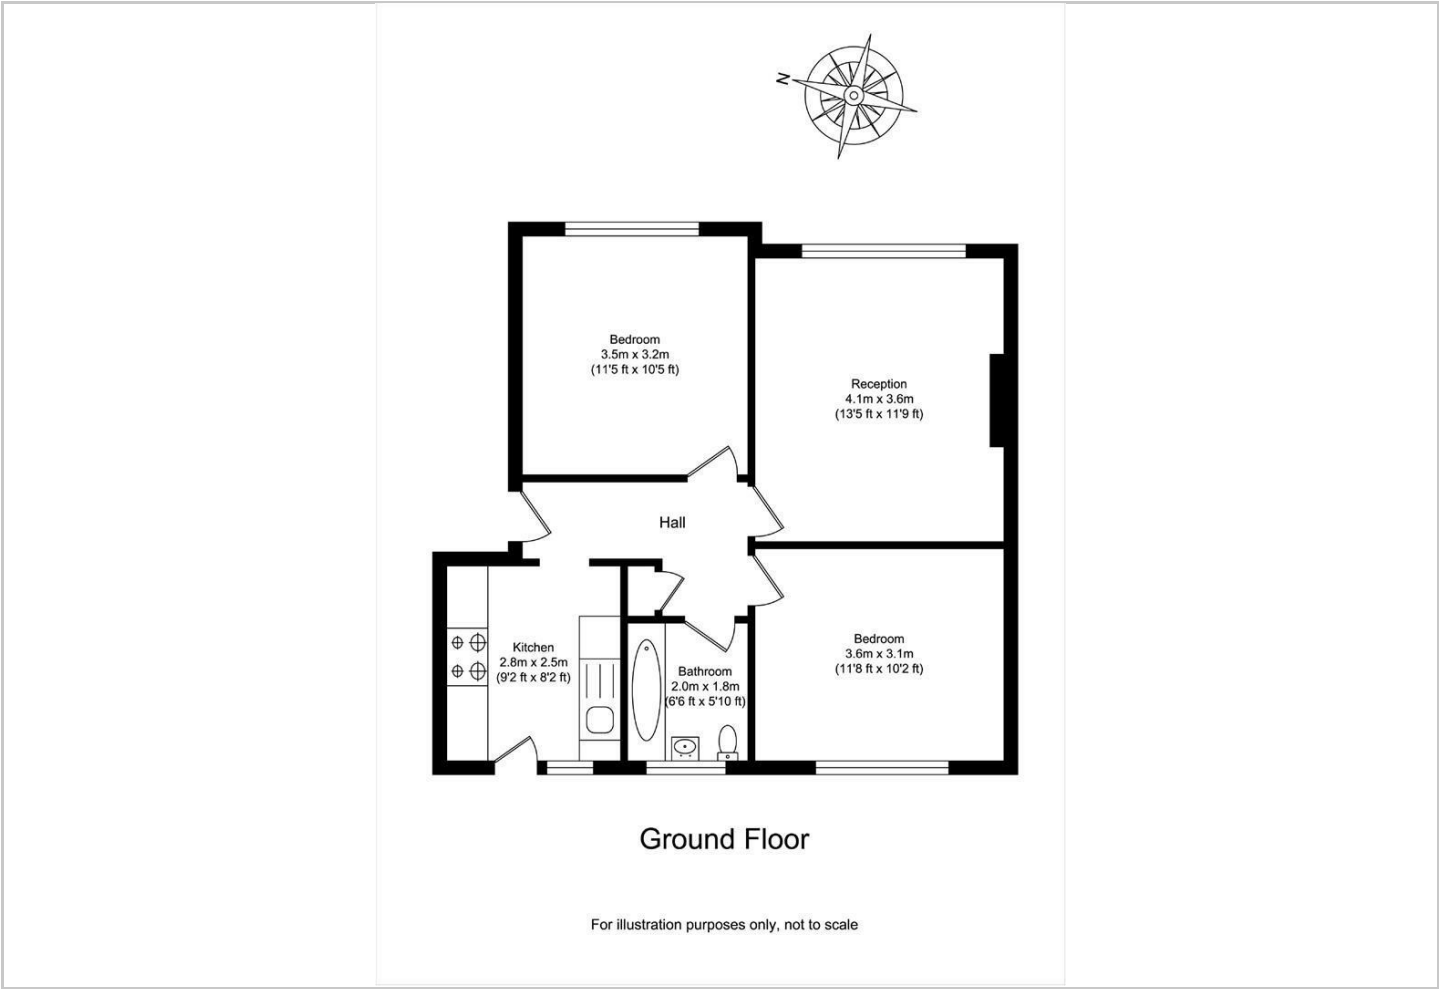 N
Bedroom
3.5m x 3.2m
(11'5 ft x 10'5 ft)
Reception
4.1m x 3.6m
(13'5 ft x 11'9 ft)
Hall
Kitchen
2.8m x 2.5m
(9'2 ft x 8'2 ft)
Bathroom
2.0m x 1.8m
(6'6 ft x 5'10 ft)
Bedroom
3.6m x 3.1m
(11'8 ft x 10'2 ft)
Ground Floor
For illustration purposes only, not to scale